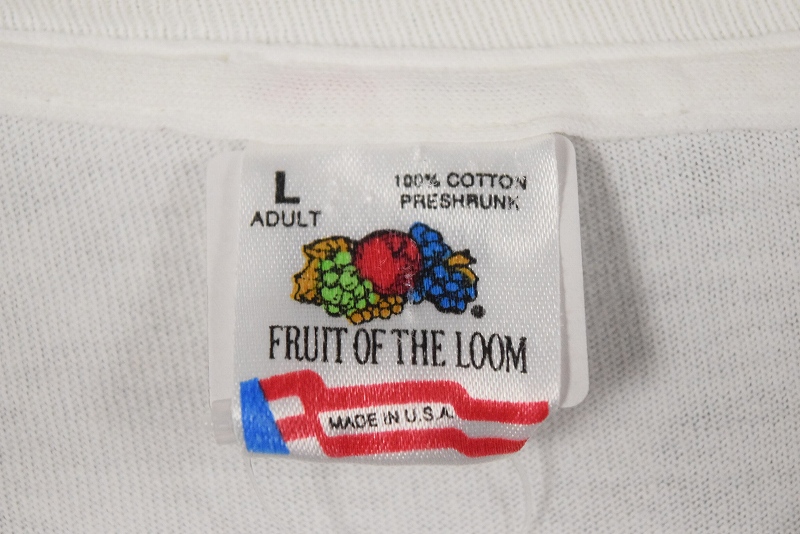 L
ADULT
100% COTTON
PRESHRUNK
FRUIT OF THE LOOM
MADE IN U.S.A.